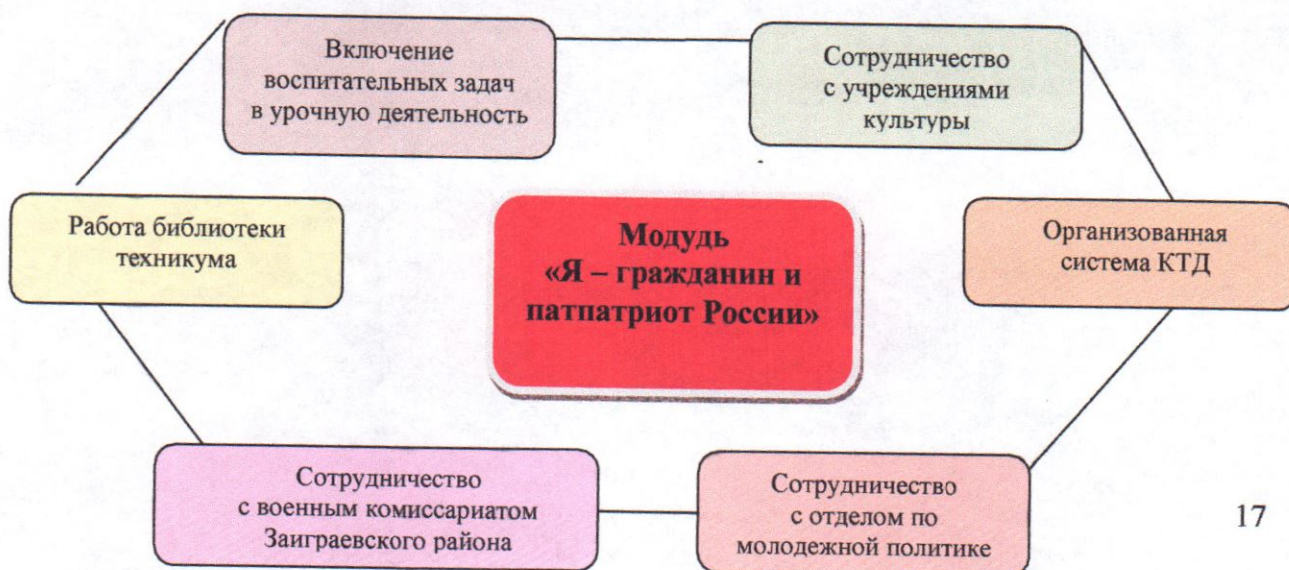 Включение
воспитательных задач
в урочную деятельность
Сотрудничество
с учреждениями
культуры
Работа библиотеки
техникума
Модудь
«Я – гражданин и
патпатриот России»
Организованная
система КТД
Сотрудничество
с военным комиссариатом
Заиграевского района
Сотрудничество
с отделом по
молодежной политике
17